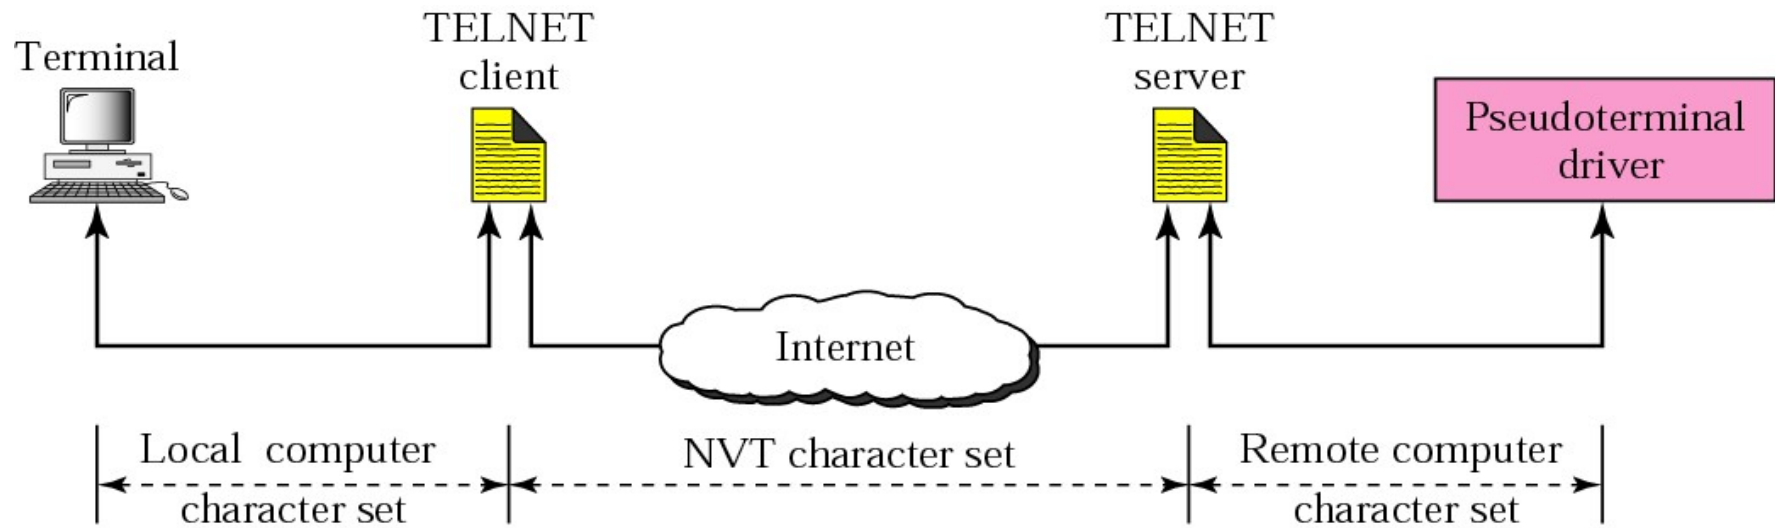 Terminal
TELNET
client
TELNET
server
Pseudoterminal
driver
Internet
Local computer
character set
NVT character set
Remote computer
character set